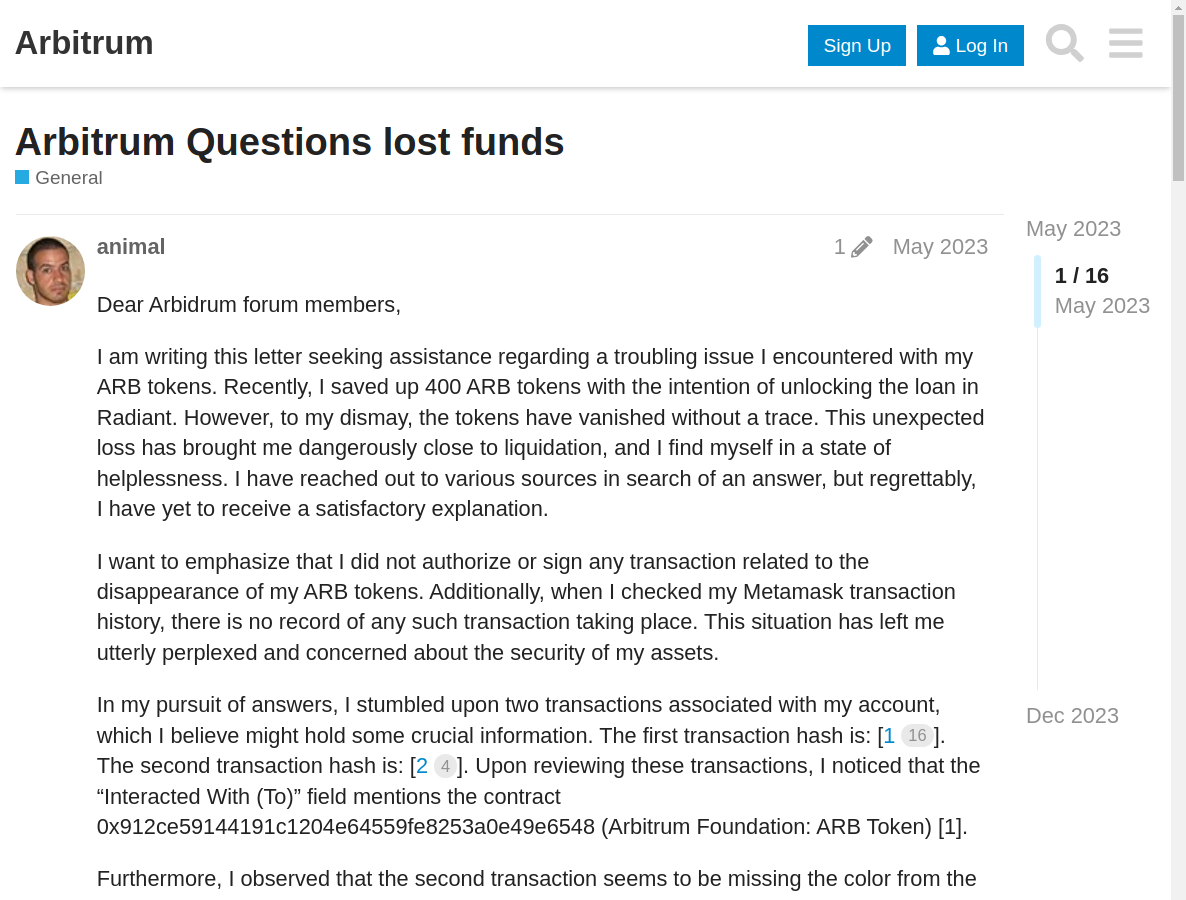 Arbitrum
Sign Up
Log In
Arbitrum Questions lost funds
General
animal
1
May 2023
May 2023
1 / 16
May 2023
Dec 2023
Dear Arbidrum forum members,
I am writing this letter seeking assistance regarding a troubling issue I encountered with my
ARB tokens. Recently, I saved up 400 ARB tokens with the intention of unlocking the loan in
Radiant. However, to my dismay, the tokens have vanished without a trace. This unexpected
loss has brought me dangerously close to liquidation, and I find myself in a state of
helplessness. I have reached out to various sources in search of an answer, but regrettably,
I have yet to receive a satisfactory explanation.
I want to emphasize that I did not authorize or sign any transaction related to the
disappearance of my ARB tokens. Additionally, when I checked my Metamask transaction
history, there is no record of any such transaction taking place. This situation has left me
utterly perplexed and concerned about the security of my assets.
In my pursuit of answers, I stumbled upon two transactions associated with my account,
which I believe might hold some crucial information. The first transaction hash is: [1 16].
The second transaction hash is: [2 4]. Upon reviewing these transactions, I noticed that the
“Interacted With (To)” field mentions the contract
0x912ce59144191c1204e64559fe8253a0e49e6548 (Arbitrum Foundation: ARB Token) [1].
Furthermore, I observed that the second transaction seems to be missing the color from the